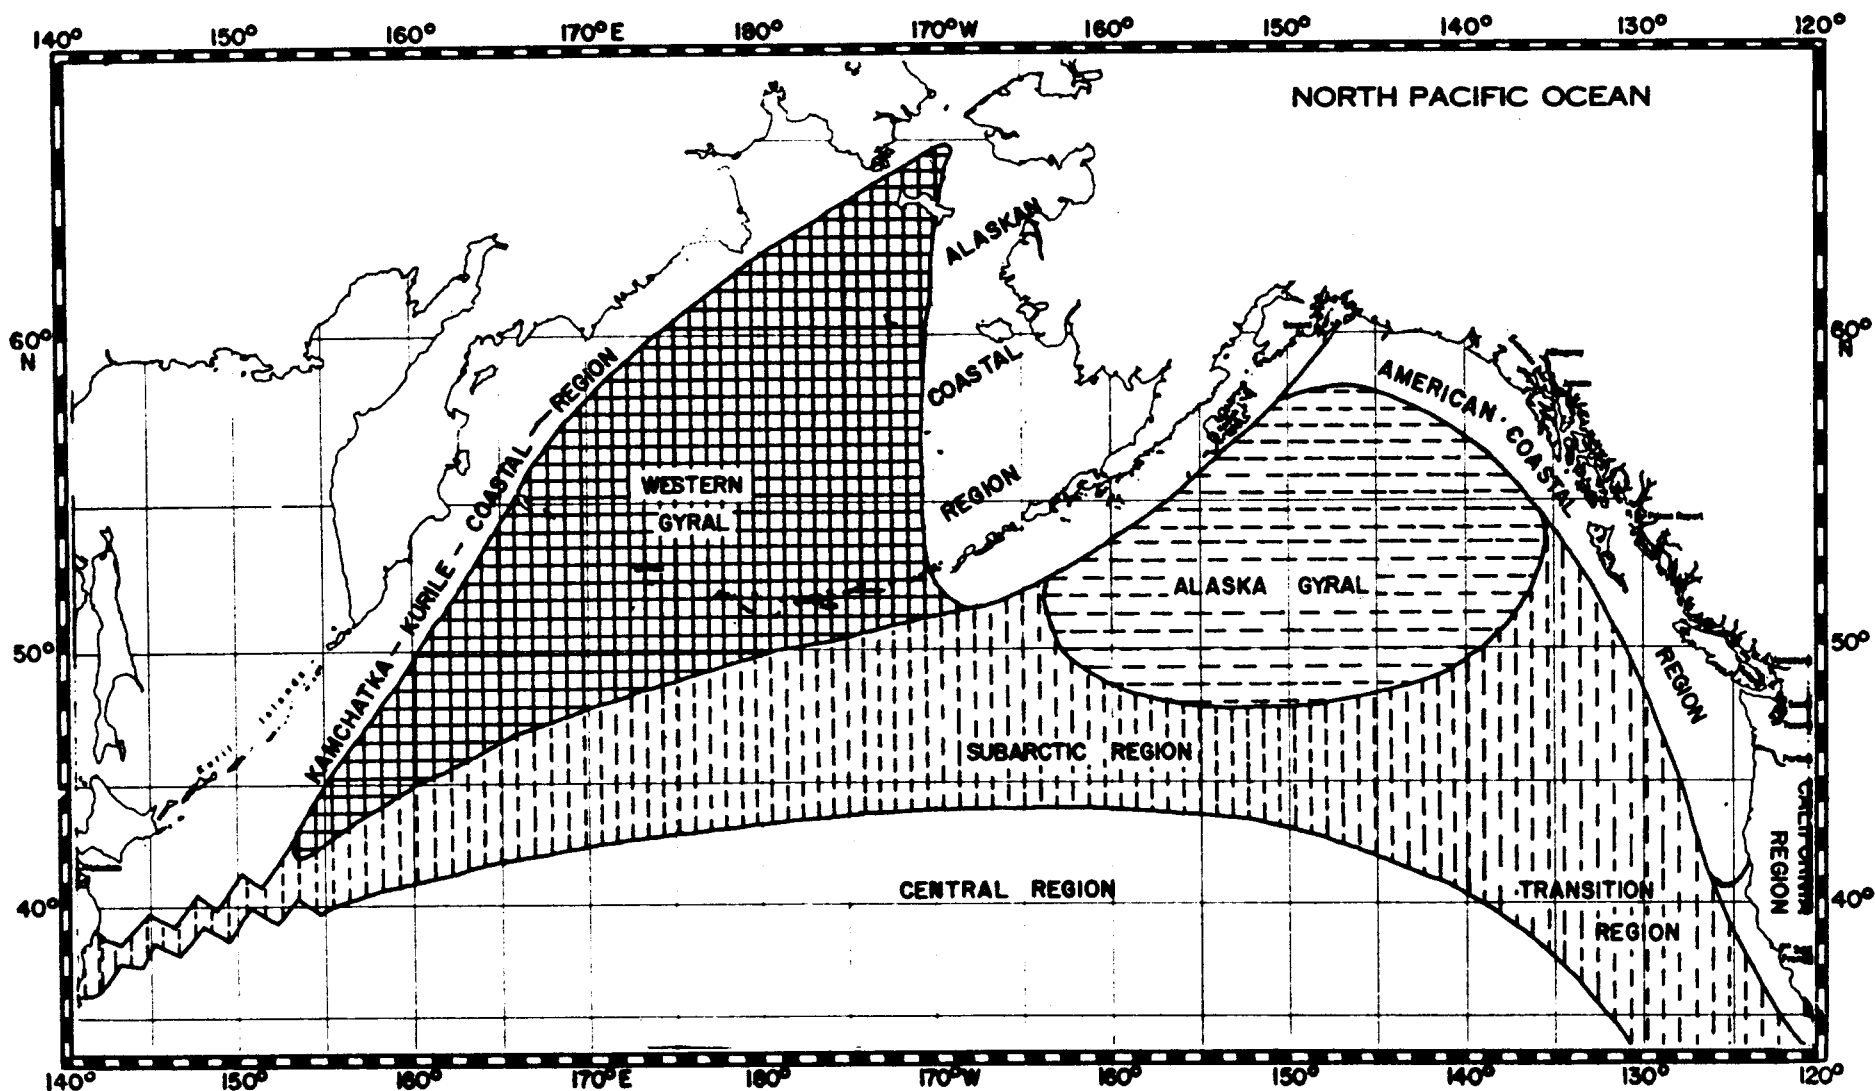 140° 150° 160° 170°E 180° 170°W 160° 150° 140° 130° 120°
NORTH PACIFIC OCEAN
ALASKAN
60° N
60° N
REGION
COASTAL
AMERICAN · COASTAL
WESTERN
GYRAL
REGION
COASTAL
KURILE
KAMCHATKA
ALASKA GYRAL
50°
50°
REGION
SUBARCTIC REGION
CALIFORNIA
REGION
CENTRAL REGION
TRANSITION
REGION
40°
40°
140° 150° 160° 170°E 180° 170°W 160° 150° 140° 130° 120°